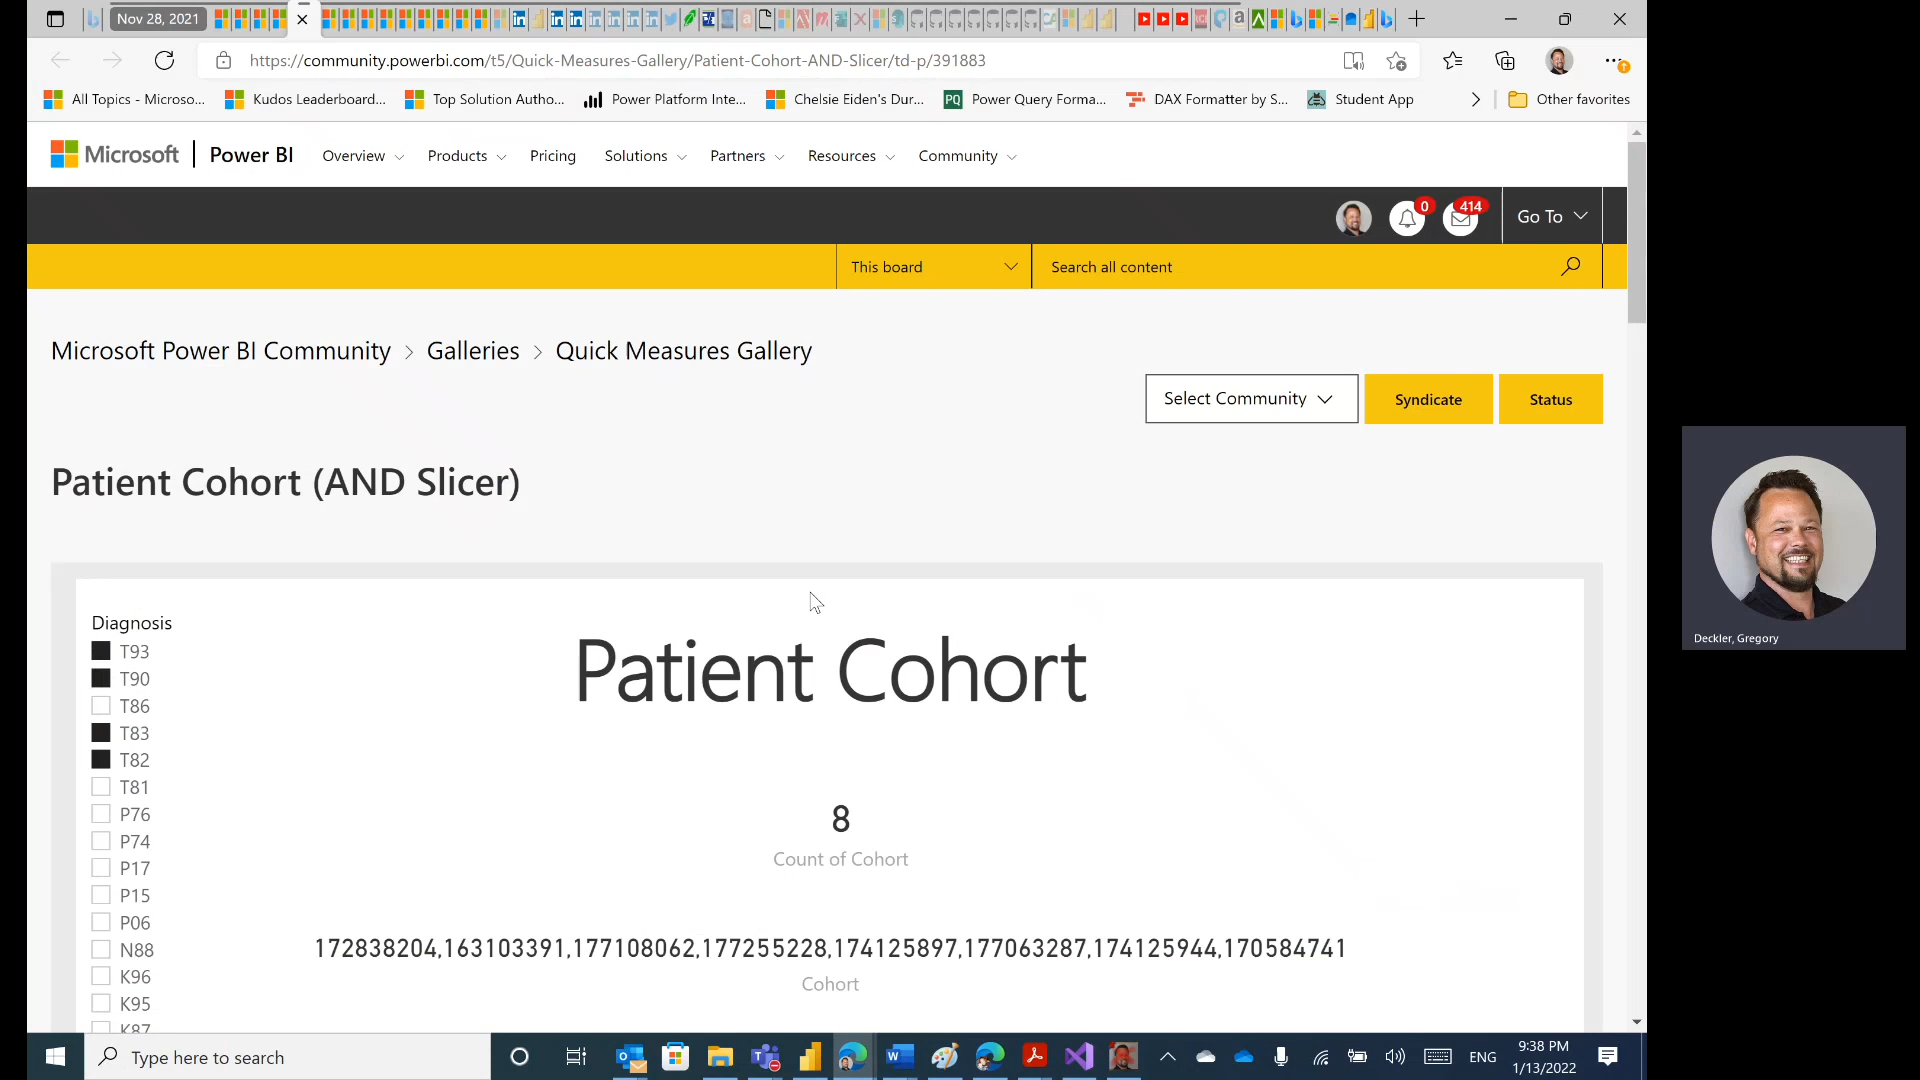 Nov 28, 2021
https://community.powerbi.com/t5/Quick-Measures-Gallery/Patient-Cohort-AND-Slicer/td-p/391883
All Topics - Microso...
Kudos Leaderboard...
Top Solution Autho...
Power Platform Inte...
Chelsie Eiden's Dur...
PQ Power Query Forma...
DAX Formatter by S...
Student App
Other favorites
Microsoft
Power BI
Overview
Products
Pricing
Solutions
Partners
Resources
Community
0
414
Go To
This board
Search all content
Microsoft Power BI Community > Galleries > Quick Measures Gallery
Select Community
Syndicate
Status
Patient Cohort (AND Slicer)
Diagnosis
T93
T90
T86
T83
T82
T81
P76
P74
P17
P15
P06
N88
K96
K95
K87
Patient Cohort
8
Count of Cohort
172838204,163103391,177108062,177255228,174125897,177063287,174125944,170584741
Cohort
Deckler, Gregory
Type here to search
ENG
9:38 PM
1/13/2022